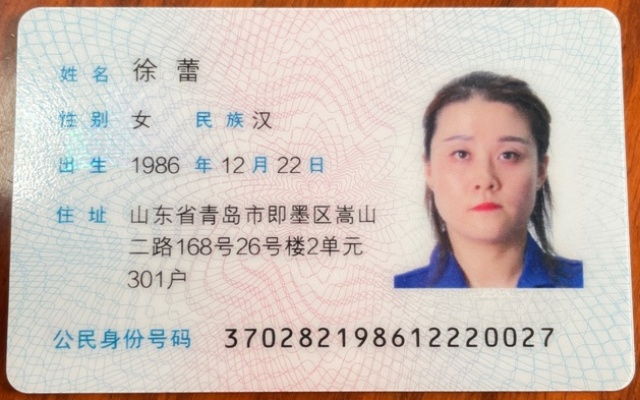 姓名 徐蕾
性别 女 民族 汉
出生 1986 年 12 月 22 日
住址 山东省青岛市即墨区嵩山
二路168号26号楼2单元
301户
公民身份号码 370282198612220027